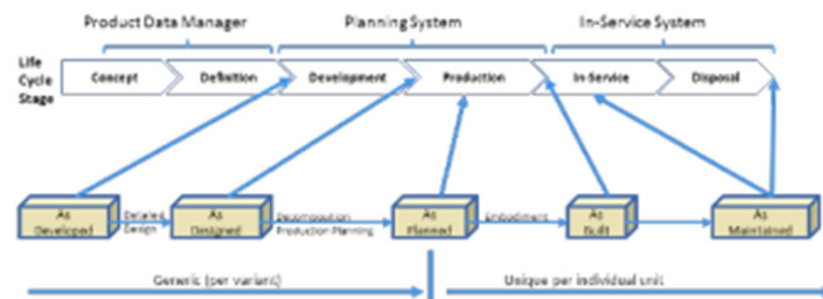 Product Data Manager
Planning System
In-Service System
Life
Cycle
Stage
Concept
Definition
Development
Production
In-Service
Disposal
As
Developed
Detailed
Design
As
Designed
Decomposition
Production Planning
As
Planned
Embodiment
As
Built
As
Maintained
Generic (per variant)
Unique per individual unit